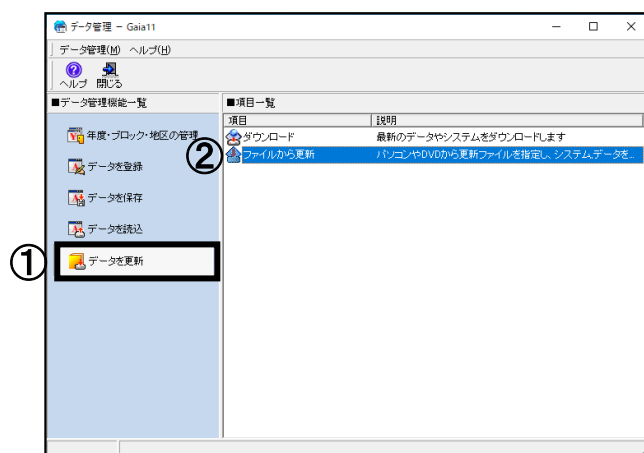 データ管理 － Gaia11
データ管理(M) ヘルプ(H)
ヘルプ 閉じる
■データ管理機能一覧
■項目一覧
項目 説明
年度・ブロック・地区の管理
ダウンロード 最新のデータやシステムをダウンロードします
② ファイルから更新 パソコンやDVDから更新ファイルを指定し、システム,データを...
データを登録
データを保存
データを読込
① データを更新